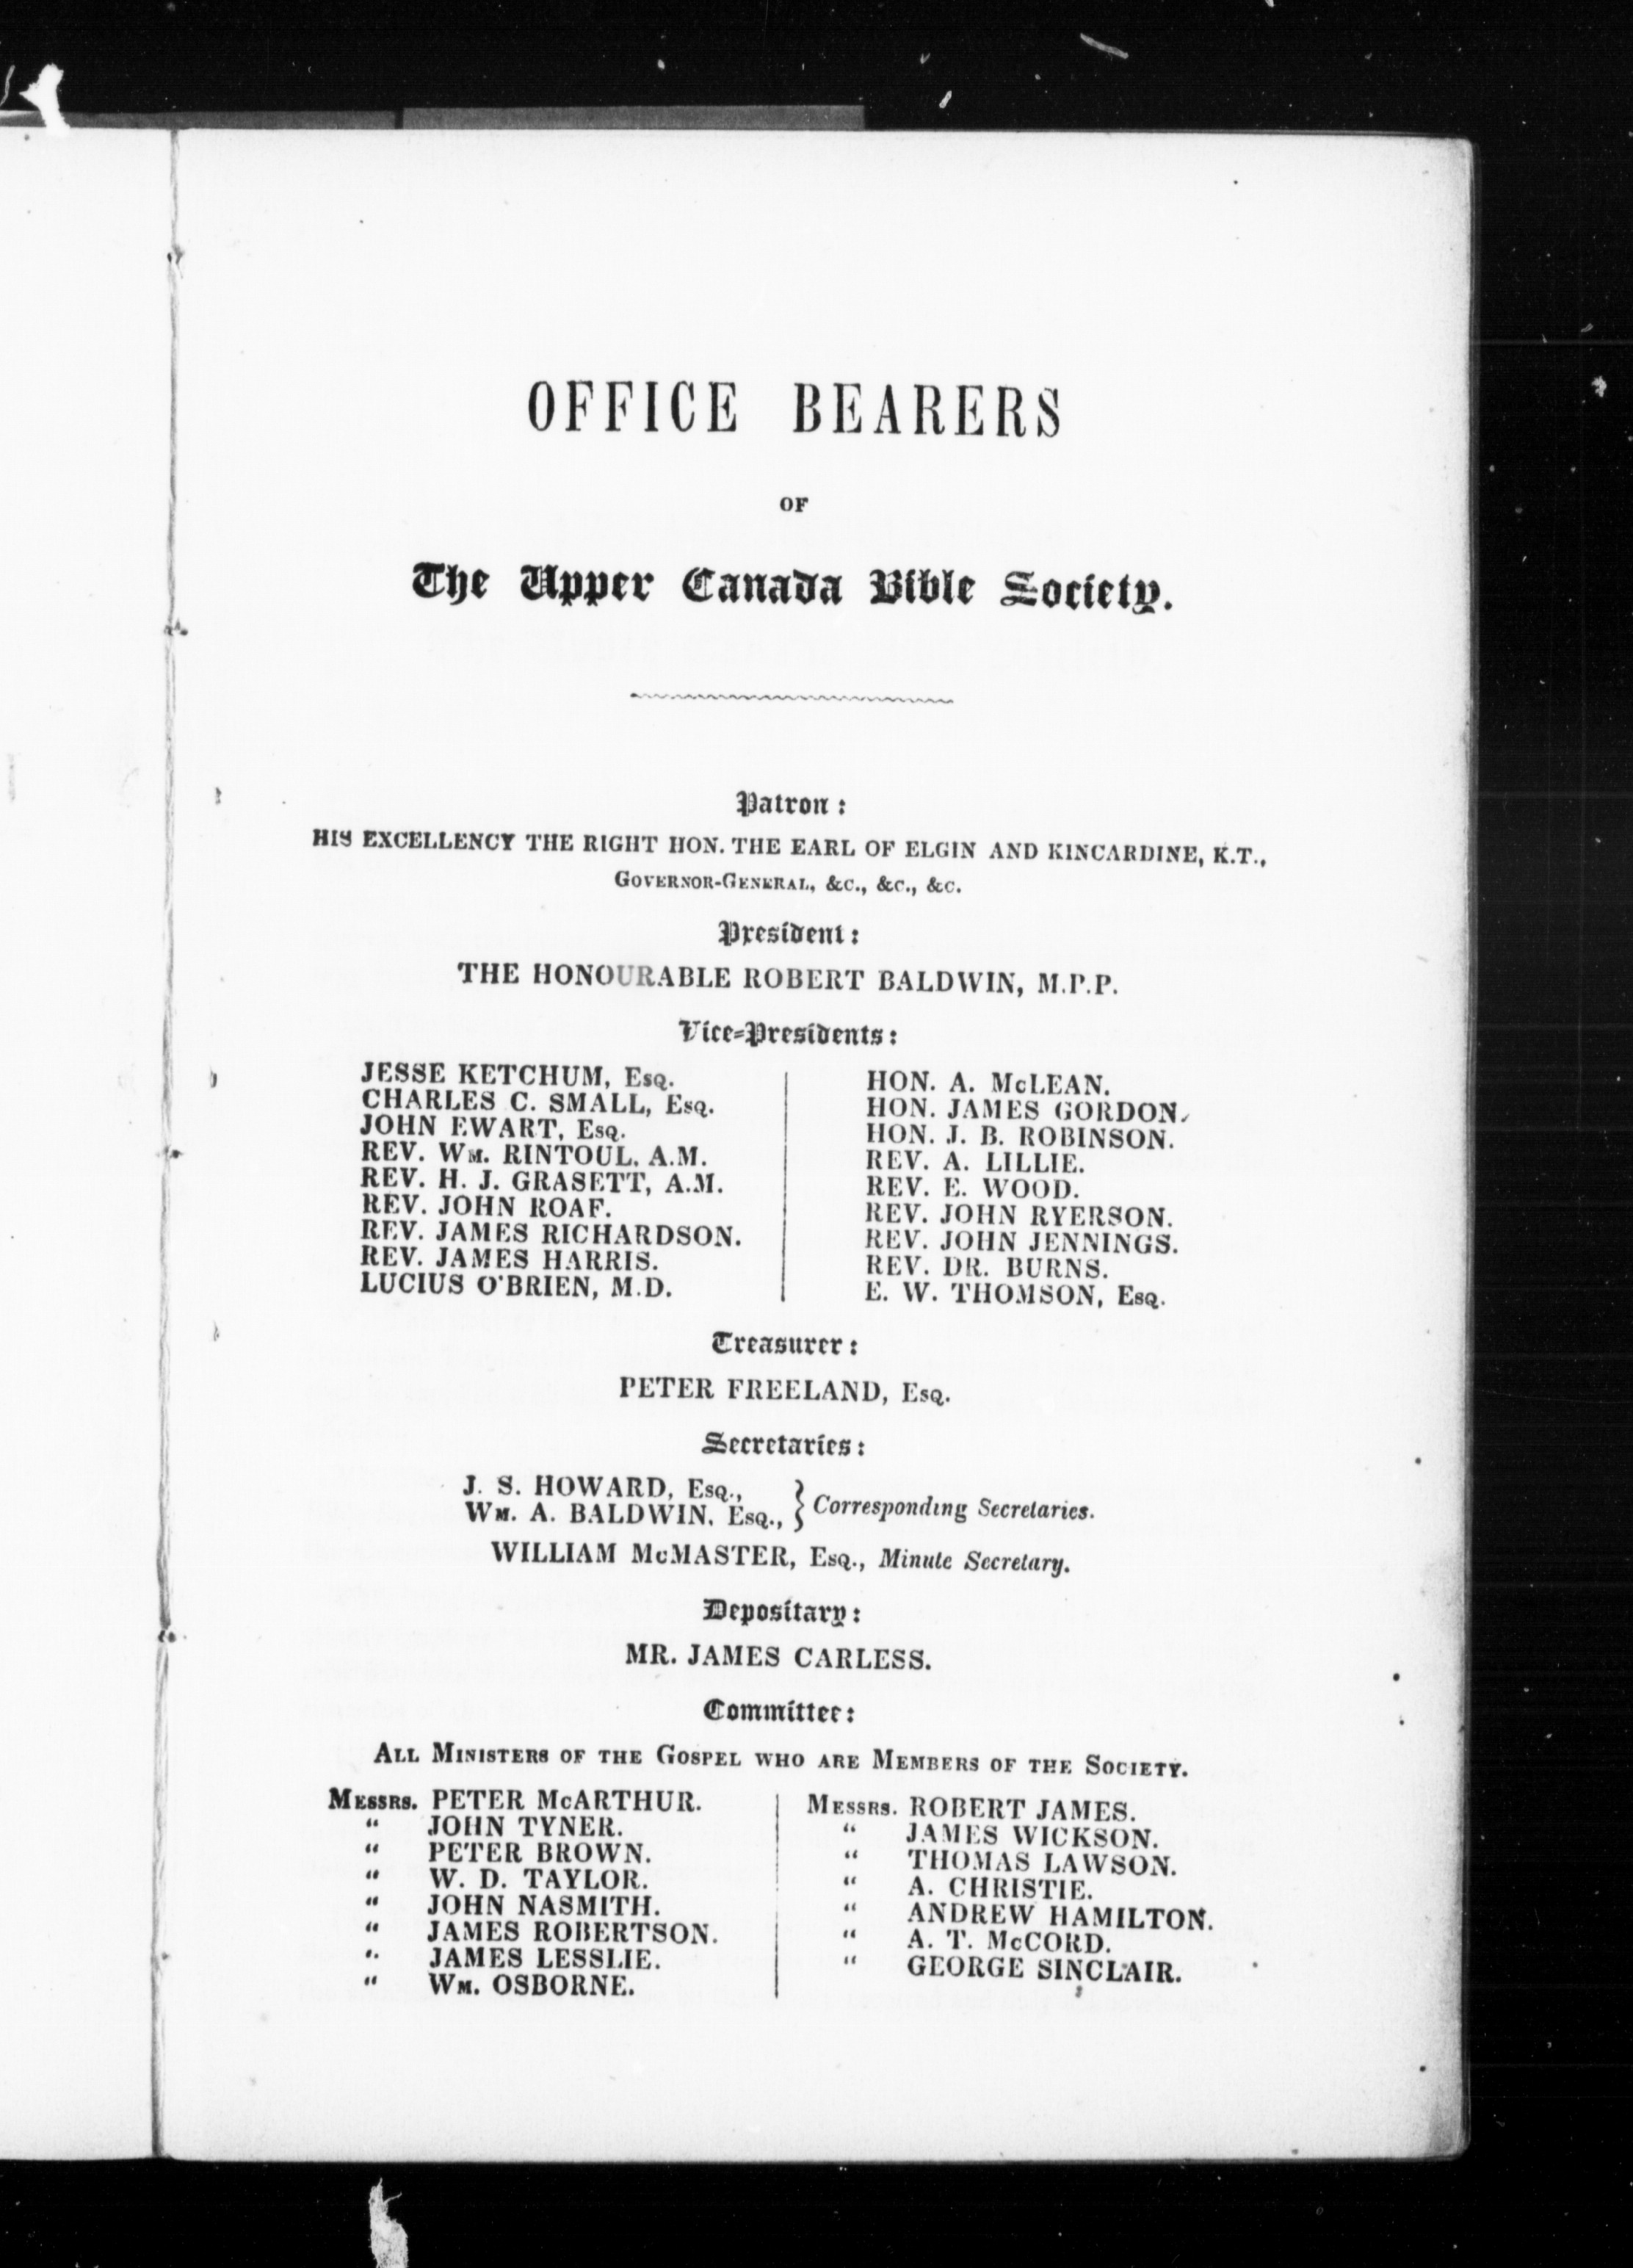 OFFICE BEARERS
OF
The Upper Canada Bible Society.
Patron:
HIS EXCELLENCY THE RIGHT HON. THE EARL OF ELGIN AND KINCARDINE, K.T.,
GOVERNOR-GENERAL, &C., &C., &C.
President:
THE HONOURABLE ROBERT BALDWIN, M.P.P.
Vice-Presidents:
JESSE KETCHUM, ESQ.
CHARLES C. SMALL, ESQ.
JOHN EWART, ESQ.
REV. WM. RINTOUL, A.M.
REV. H. J. GRASETT, A.M.
REV. JOHN ROAF.
REV. JAMES RICHARDSON.
REV. JAMES HARRIS.
LUCIUS O'BRIEN, M.D.
HON. A. McLEAN.
HON. JAMES GORDON.
HON. J. B. ROBINSON.
REV. A. LILLIE.
REV. E. WOOD.
REV. JOHN RYERSON.
REV. JOHN JENNINGS.
REV. DR. BURNS.
E. W. THOMSON, ESQ.
Treasurer:
PETER FREELAND, ESQ.
Secretaries:
J. S. HOWARD, ESQ.,
WM. A. BALDWIN, ESQ., } Corresponding Secretaries.
WILLIAM McMASTER, ESQ., Minute Secretary.
Depositary:
MR. JAMES CARLESS.
Committee:
ALL MINISTERS OF THE GOSPEL WHO ARE MEMBERS OF THE SOCIETY.
MESSRS. PETER McARTHUR.
" JOHN TYNER.
" PETER BROWN.
" W. D. TAYLOR.
" JOHN NASMITH.
" JAMES ROBERTSON.
" JAMES LESSLIE.
" WM. OSBORNE.
MESSRS. ROBERT JAMES.
" JAMES WICKSON.
" THOMAS LAWSON.
" A. CHRISTIE.
" ANDREW HAMILTON.
" A. T. McCORD.
" GEORGE SINCLAIR.